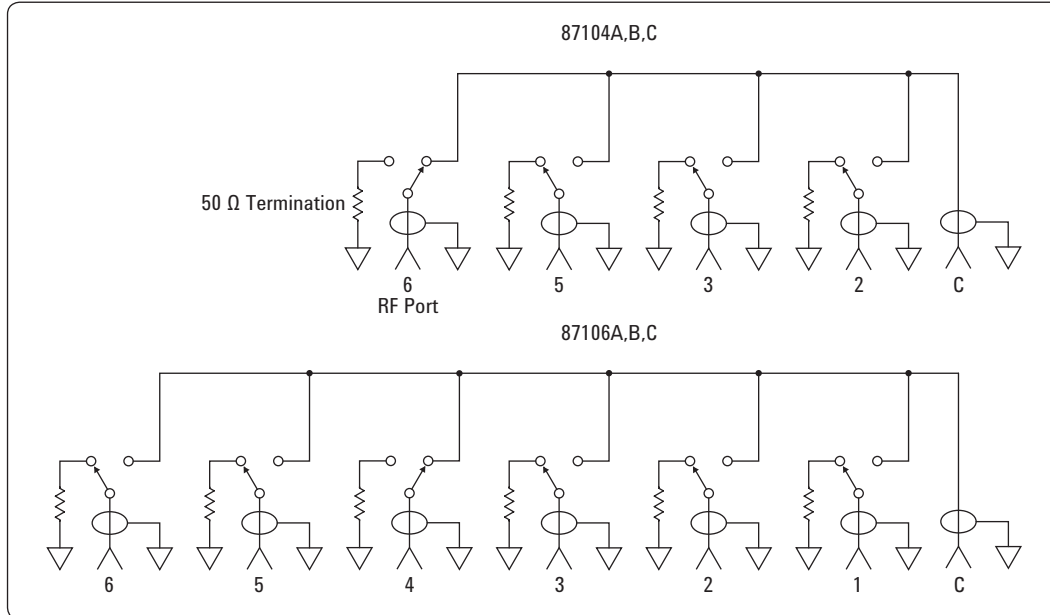 87104A,B,C
50 Ω Termination
6 5 3 2 C
RF Port
87106A,B,C
6 5 4 3 2 1 C